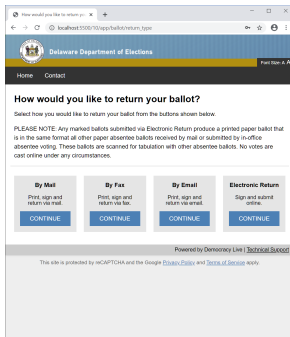 How would you like to return yo
localhost:5580/10/app/ballot/return_type
Delaware Department of Elections
Font Size: A A
Home Contact
How would you like to return your ballot?
Select how you would like to return your ballot from the buttons shown below.
PLEASE NOTE: Any marked ballots submitted via Electronic Return produce a printed paper ballot that
is in the same format as all other paper absentee ballots received by mail or submitted by in-office
absentee voting. These ballots are scanned for tabulation with other absentee ballots. No votes are
cast online under any circumstances.
By Mail By Fax By Email Electronic Return
Print, sign and Print, sign and Print, sign and Sign and submit
return via mail. return via fax. return via email. online.
CONTINUE CONTINUE CONTINUE CONTINUE
Powered by Democracy Live | Technical Support
This site is protected by reCAPTCHA and the Google Privacy Policy and Terms of Service apply.